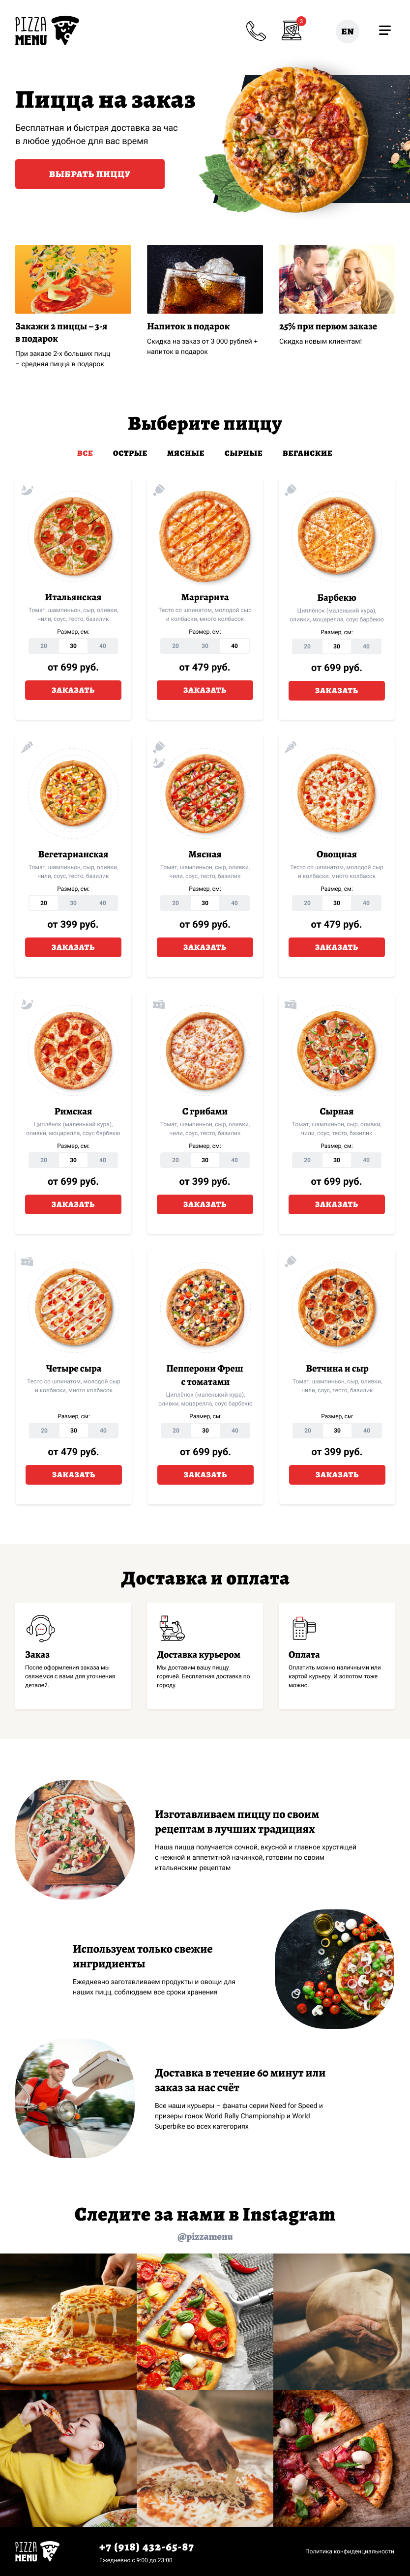 PIZZA
MENU
3
EN
Пицца на заказ
Бесплатная и быстрая доставка за час
в любое удобное для вас время
ВЫБРАТЬ ПИЦЦУ
Закажи 2 пиццы – 3-я
в подарок
При заказе 2-х больших пицц
– средняя пицца в подарок
Напиток в подарок
Скидка на заказ от 3 000 рублей +
напиток в подарок
25% при первом заказе
Скидка новым клиентам!
Выберите пиццу
ВСЕ ОСТРЫЕ МЯСНЫЕ СЫРНЫЕ ВЕГАНСКИЕ
Итальянская
Томат, шампиньон, сыр, оливки,
чили, соус, тесто, базилик
Размер, см:
20 30 40
от 699 руб.
ЗАКАЗАТЬ
Маргарита
Тесто со шпинатом, молодой сыр
и колбаски, много колбасок
Размер, см:
20 30 40
от 479 руб.
ЗАКАЗАТЬ
Барбекю
Циплёнок (маленький кура),
оливки, моцарелла, соус барбекю
Размер, см:
20 30 40
от 699 руб.
ЗАКАЗАТЬ
Вегетарианская
Томат, шампиньон, сыр, оливки,
чили, соус, тесто, базилик
Размер, см:
20 30 40
от 399 руб.
ЗАКАЗАТЬ
Мясная
Томат, шампиньон, сыр, оливки,
чили, соус, тесто, базилик
Размер, см:
20 30 40
от 699 руб.
ЗАКАЗАТЬ
Овощная
Тесто со шпинатом, молодой сыр
и колбаски, много колбасок
Размер, см:
20 30 40
от 479 руб.
ЗАКАЗАТЬ
Римская
Циплёнок (маленький кура),
оливки, моцарелла, соус барбекю
Размер, см:
20 30 40
от 699 руб.
ЗАКАЗАТЬ
С грибами
Томат, шампиньон, сыр, оливки,
чили, соус, тесто, базилик
Размер, см:
20 30 40
от 399 руб.
ЗАКАЗАТЬ
Сырная
Томат, шампиньон, сыр, оливки,
чили, соус, тесто, базилик
Размер, см:
20 30 40
от 699 руб.
ЗАКАЗАТЬ
Четыре сыра
Тесто со шпинатом, молодой сыр
и колбаски, много колбасок
Размер, см:
20 30 40
от 479 руб.
ЗАКАЗАТЬ
Пепперони Фреш
с томатами
Циплёнок (маленький кура),
оливки, моцарелла, соус барбекю
Размер, см:
20 30 40
от 699 руб.
ЗАКАЗАТЬ
Ветчина и сыр
Томат, шампиньон, сыр, оливки,
чили, соус, тесто, базилик
Размер, см:
20 30 40
от 399 руб.
ЗАКАЗАТЬ
Доставка и оплата
Заказ
После оформления заказа мы
свяжемся с вами для уточнения
деталей.
Доставка курьером
Мы доставим вашу пиццу
горячей. Бесплатная доставка по
городу.
Оплата
Оплатить можно наличными или
картой курьеру. И золотом тоже
можно.
Изготавливаем пиццу по своим
рецептам в лучших традициях
Наша пицца получается сочной, вкусной и главное хрустящей
с нежной и аппетитной начинкой, готовим по своим
итальянским рецептам
Используем только свежие
ингридиенты
Ежедневно заготавливаем продукты и овощи для
наших пицц, соблюдаем все сроки хранения
Доставка в течение 60 минут или
заказ за нас счёт
Все наши курьеры – фанаты серии Need for Speed и
призеры гонок World Rally Championship и World
Superbike во всех категориях
Следите за нами в Instagram
@pizzamenu
PIZZA
MENU
+7 (918) 432-65-87
Ежедневно с 9:00 до 23:00
Политика конфиденциальности